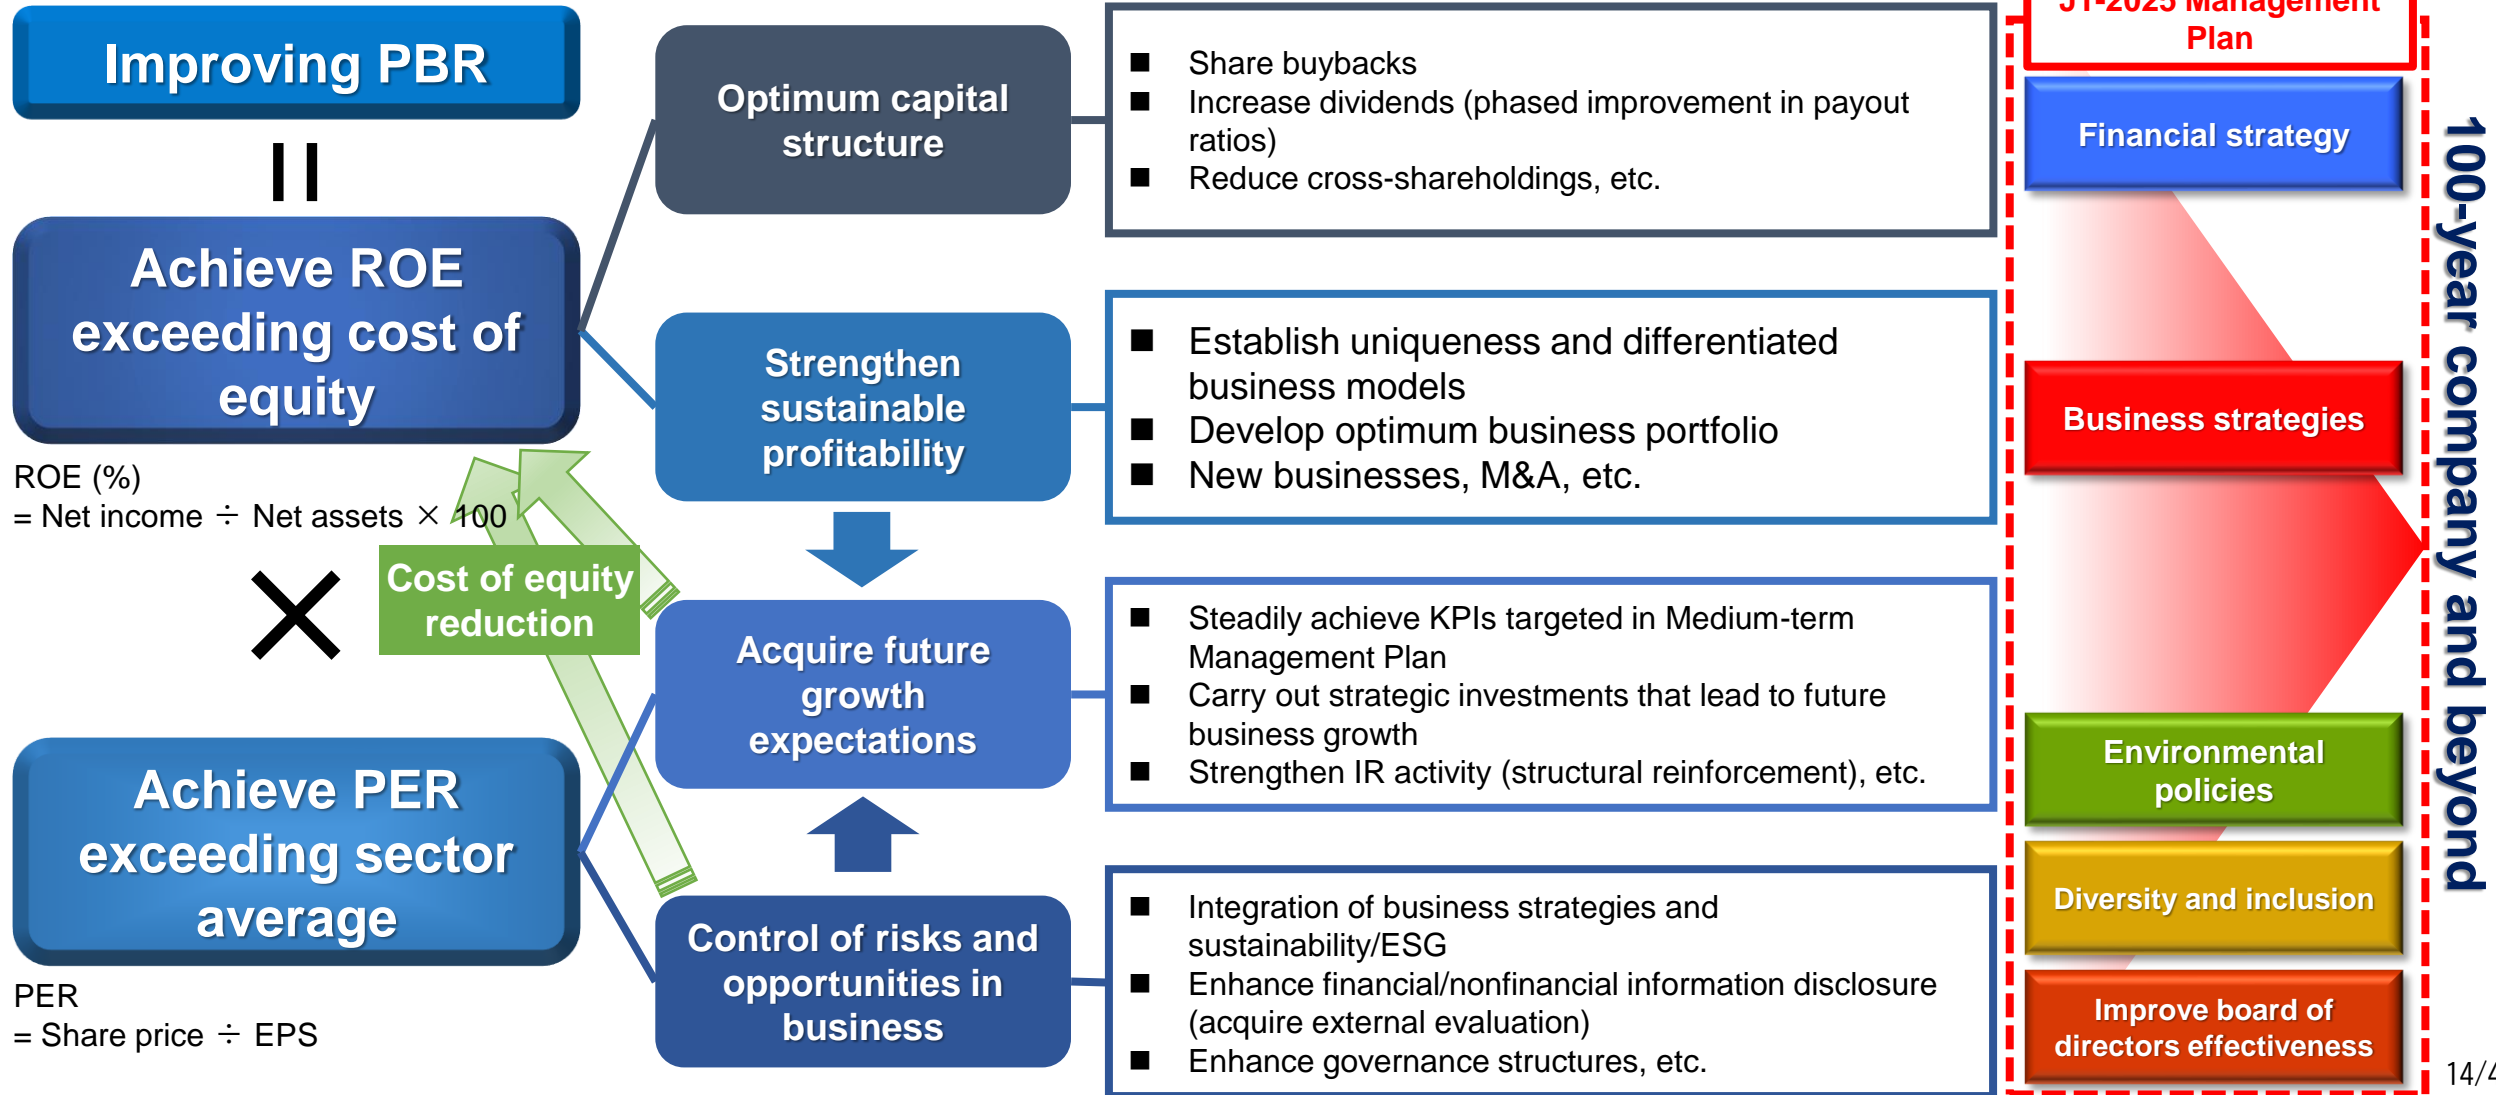 Improving PBR
=
Achieve ROE
exceeding cost of
equity
ROE (%)
= Net income ÷ Net assets × 100
×
Cost of equity
reduction
Achieve PER
exceeding sector
average
PER
= Share price ÷ EPS
Optimum capital
structure
■ Share buybacks
■ Increase dividends (phased improvement in payout
ratios)
■ Reduce cross-shareholdings, etc.
Strengthen
sustainable
profitability
■ Establish uniqueness and differentiated
business models
■ Develop optimum business portfolio
■ New businesses, M&A, etc.
Acquire future
growth
expectations
■ Steadily achieve KPIs targeted in Medium-term
Management Plan
■ Carry out strategic investments that lead to future
business growth
■ Strengthen IR activity (structural reinforcement), etc.
Control of risks and
opportunities in
business
■ Integration of business strategies and
sustainability/ESG
■ Enhance financial/nonfinancial information disclosure
(acquire external evaluation)
■ Enhance governance structures, etc.
Management
Plan
Financial strategy
Business strategies
Environmental
policies
Diversity and inclusion
Improve board of
directors effectiveness
100-year company and beyond
14/4